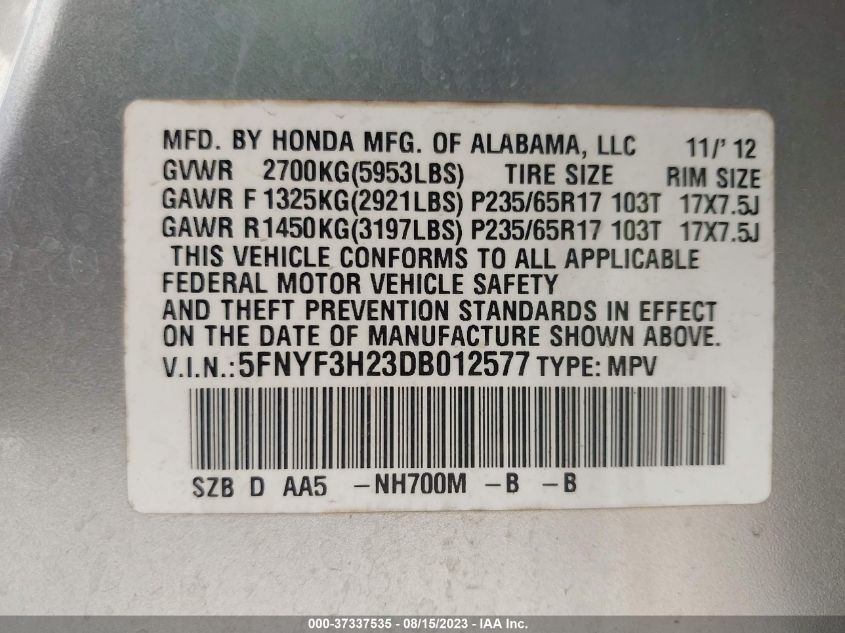 MFD. BY HONDA MFG. OF ALABAMA, LLC 11/' 12
GVWR 2700KG(5953LBS) TIRE SIZE RIM SIZE
GAWR F 1325KG(2921LBS) P235/65R17 103T 17X7.5J
GAWR R1450KG(3197LBS) P235/65R17 103T 17X7.5J
THIS VEHICLE CONFORMS TO ALL APPLICABLE
FEDERAL MOTOR VEHICLE SAFETY
AND THEFT PREVENTION STANDARDS IN EFFECT
ON THE DATE OF MANUFACTURE SHOWN ABOVE.
V.I.N.: 5FNYF3H23DB012577 TYPE: MPV
SZB D AA5 -NH700M -B -B
000-37337535 - 08/15/2023 - IAA Inc.